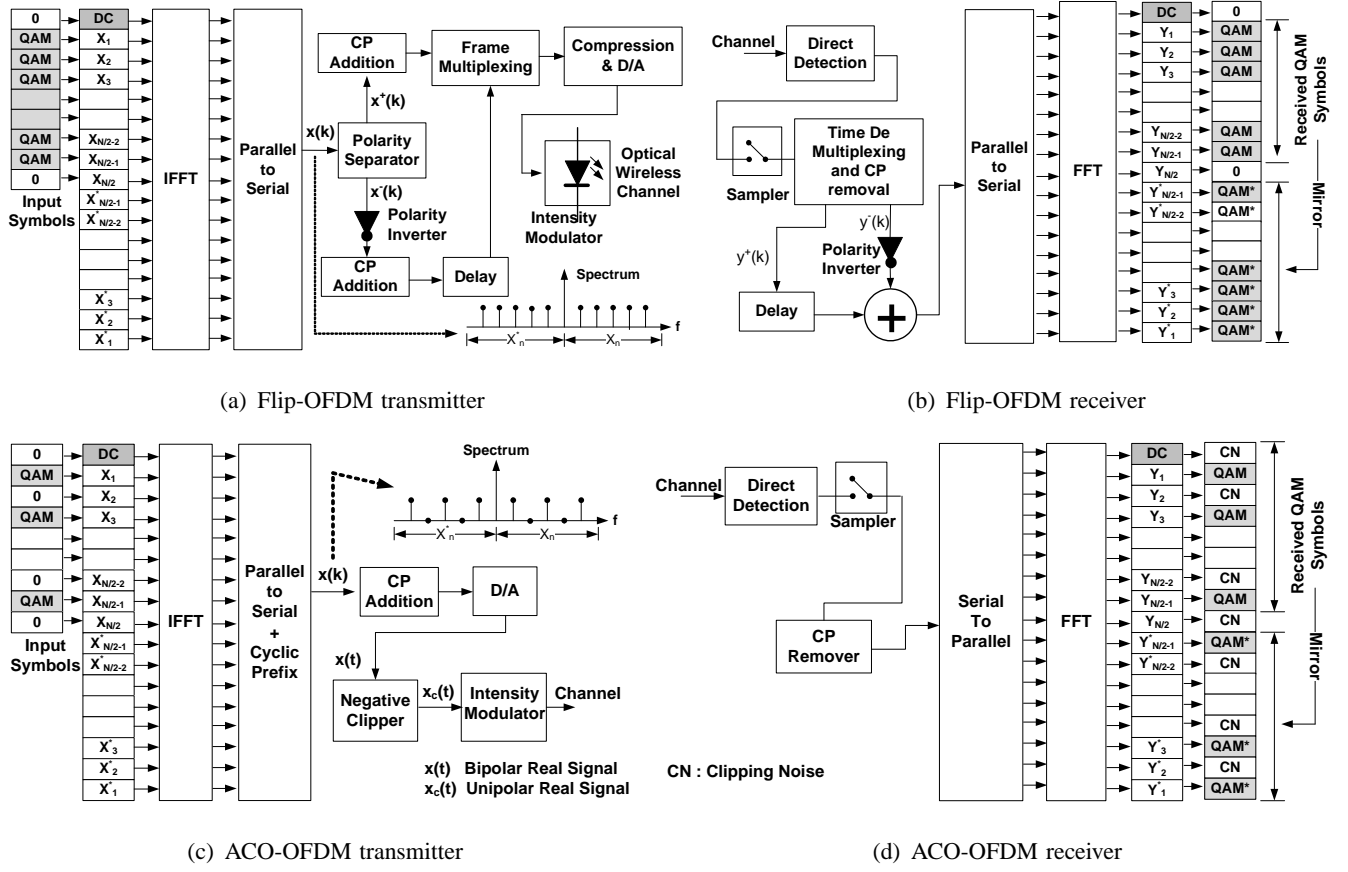 0
QAM
QAM
QAM
QAM
QAM
0
Input
Symbols
DC
X1
X2
X3
XN/2-2
XN/2-1
XN/2
X*N/2-1
X*N/2-2
X*3
X*2
X*1
IFFT
Parallel
to
Serial
x(k)
CP
Addition
x+(k)
Polarity
Separator
x-(k)
Polarity
Inverter
CP
Addition
Delay
Frame
Multiplexing
Compression
& D/A
Optical
Wireless
Channel
Intensity
Modulator
Spectrum
f
X*n
Xn
(a) Flip-OFDM transmitter
Channel
Direct
Detection
Sampler
Time De
Multiplexing
and CP
removal
y+(k)
y-(k)
Polarity
Inverter
Delay
+
Parallel
to
Serial
FFT
DC
Y1
Y2
Y3
YN/2-2
YN/2-1
YN/2
Y*N/2-1
Y*N/2-2
Y*3
Y*2
Y*1
0
QAM
QAM
QAM
QAM
QAM
0
QAM*
QAM*
QAM*
QAM*
QAM*
QAM*
Received QAM
Symbols
Mirror
(b) Flip-OFDM receiver
0
QAM
0
QAM
0
QAM
0
Input
Symbols
DC
X1
X2
X3
XN/2-2
XN/2-1
XN/2
X*N/2-1
X*N/2-2
X*3
X*2
X*1
IFFT
Parallel
to
Serial
+
Cyclic
Prefix
x(k)
CP
Addition
D/A
Spectrum
f
X*n
Xn
x(t)
Negative
Clipper
xc(t)
Intensity
Modulator
Channel
x(t) Bipolar Real Signal
xc(t) Unipolar Real Signal
(c) ACO-OFDM transmitter
Channel
Direct
Detection
Sampler
CP
Remover
CN : Clipping Noise
Serial
To
Parallel
FFT
DC
Y1
Y2
Y3
YN/2-2
YN/2-1
YN/2
Y*N/2-1
Y*N/2-2
Y*3
Y*2
Y*1
CN
QAM
CN
QAM
CN
QAM
CN
QAM*
CN
CN
QAM*
CN
QAM*
Received QAM
Symbols
Mirror
(d) ACO-OFDM receiver